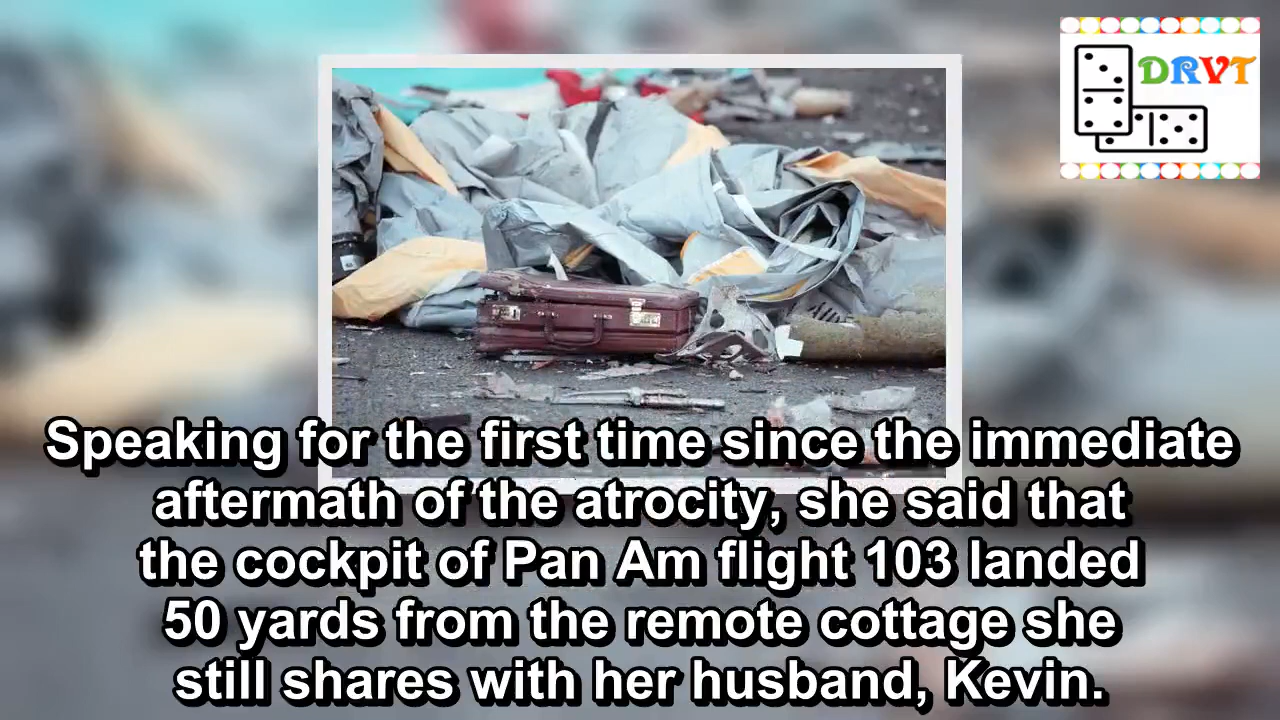 DRVT
Speaking for the first time since the immediate
aftermath of the atrocity, she said that
the cockpit of Pan Am flight 103 landed
50 yards from the remote cottage she
still shares with her husband, Kevin.